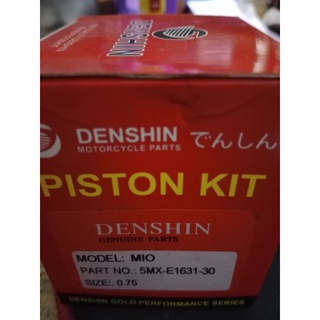 DENSHIN
DENSHIN でんしん
MOTORCYCLE PARTS
PISTON KIT
DENSHIN
GENUINE PARTS
MODEL: MIO
PART NO.: 5MX-E1631-30
SIZE: 0.75
DENSHIN GOLD PERFORMANCE SERIES